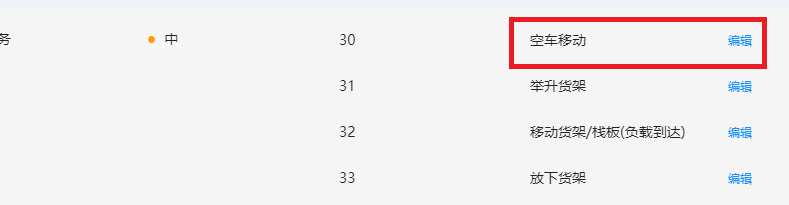 务 中 30 空车移动 编辑
31 举升货架 编辑
32 移动货架/栈板(负载到达) 编辑
33 放下货架 编辑